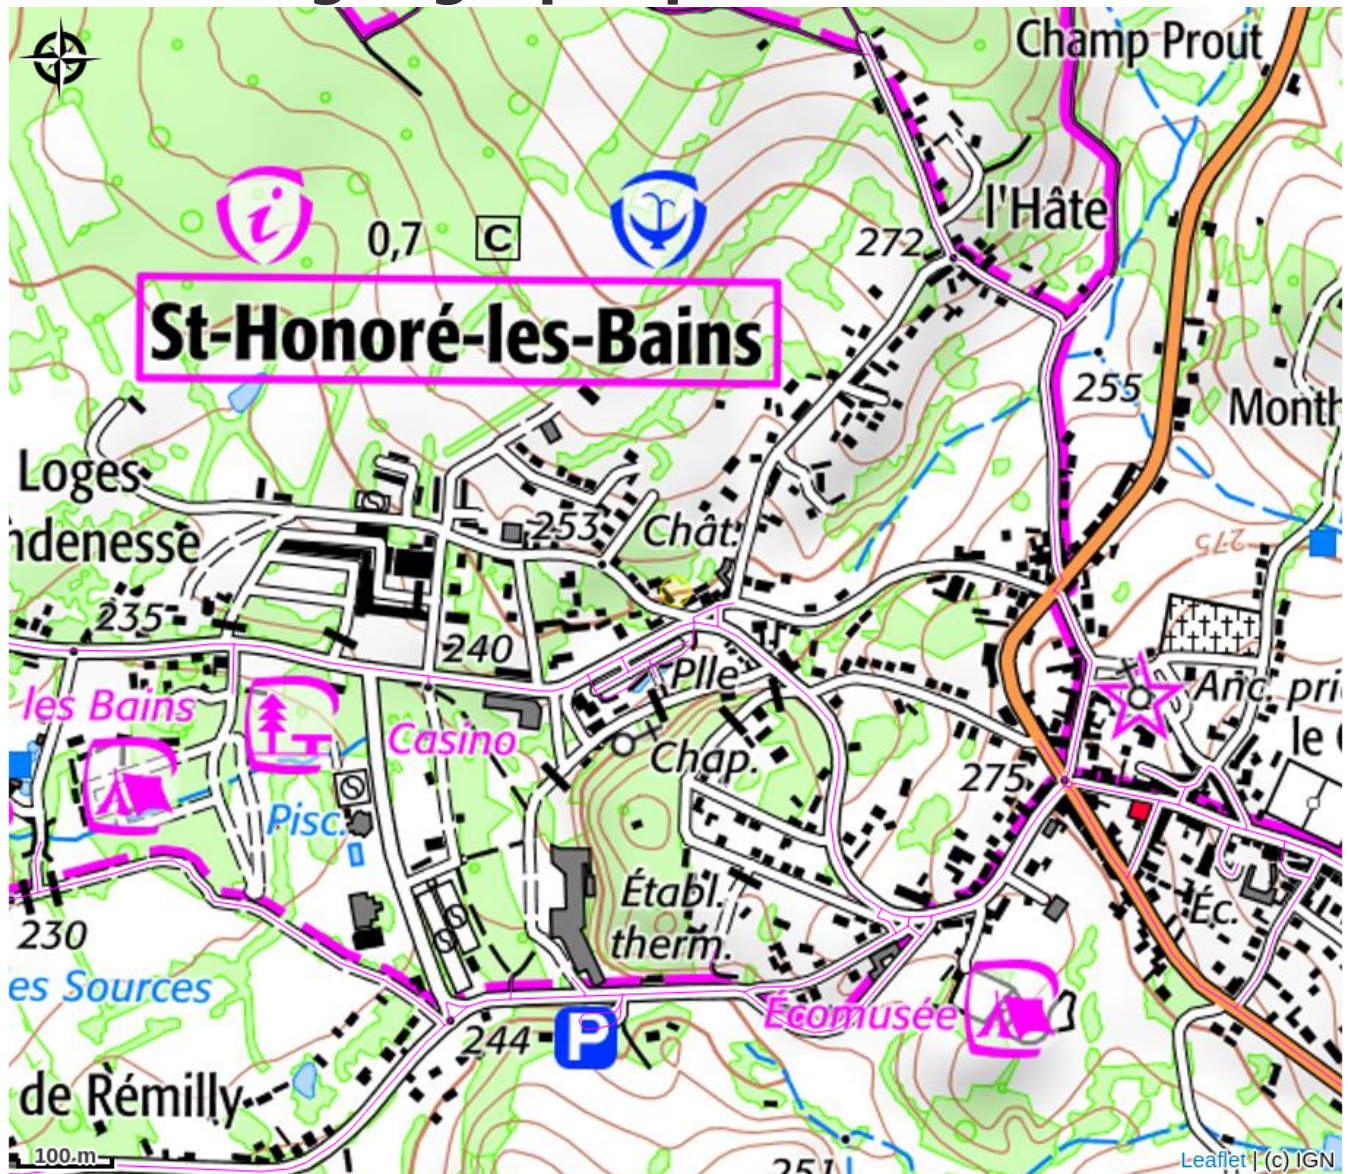 Champ Prout
l'Hâte
272
0,7 C
St-Honoré-les-Bains
255
Month
Loges
ndenesse
253
Chât.
275
235
240
Plle
Anc. pri
les Bains
Casino
Chap.
le
275
Pisc.
Établ.
therm.
Éc.
230
es Sources
Écomusée
244
P
de Rémilly
100 m
251
Leaflet | (c) IGN